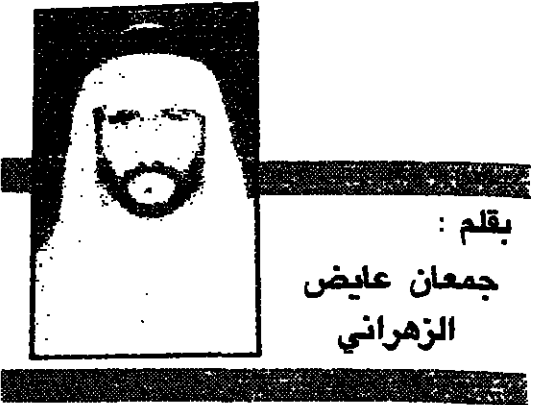 بقلم :
جمعان عايض
الزهراني